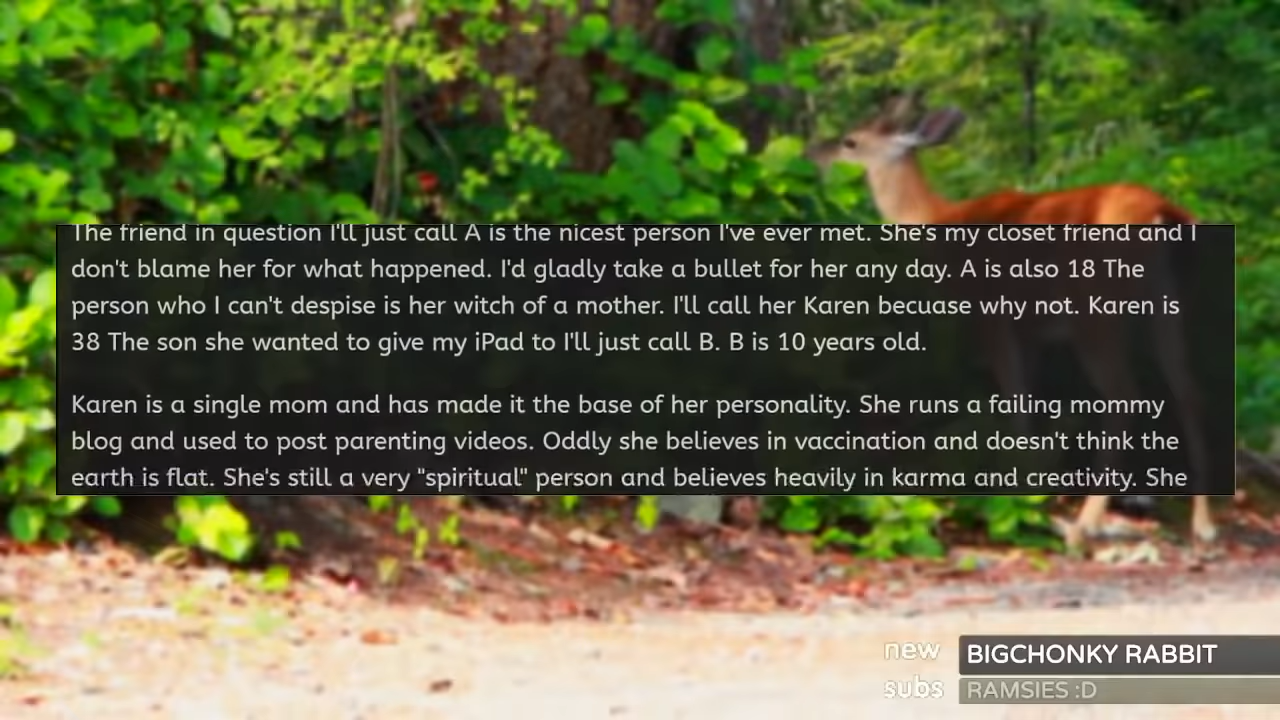 The friend in question I'll just call A is the nicest person I've ever met. She's my closet friend and I
don't blame her for what happened. I'd gladly take a bullet for her any day. A is also 18 The
person who I can't despise is her witch of a mother. I'll call her Karen becuase why not. Karen is
38 The son she wanted to give my iPad to I'll just call B. B is 10 years old.
Karen is a single mom and has made it the base of her personality. She runs a failing mommy
blog and used to post parenting videos. Oddly she believes in vaccination and doesn't think the
earth is flat. She's still a very "spiritual" person and believes heavily in karma and creativity. She
new BIGCHONKY RABBIT
subs RAMSIES :D